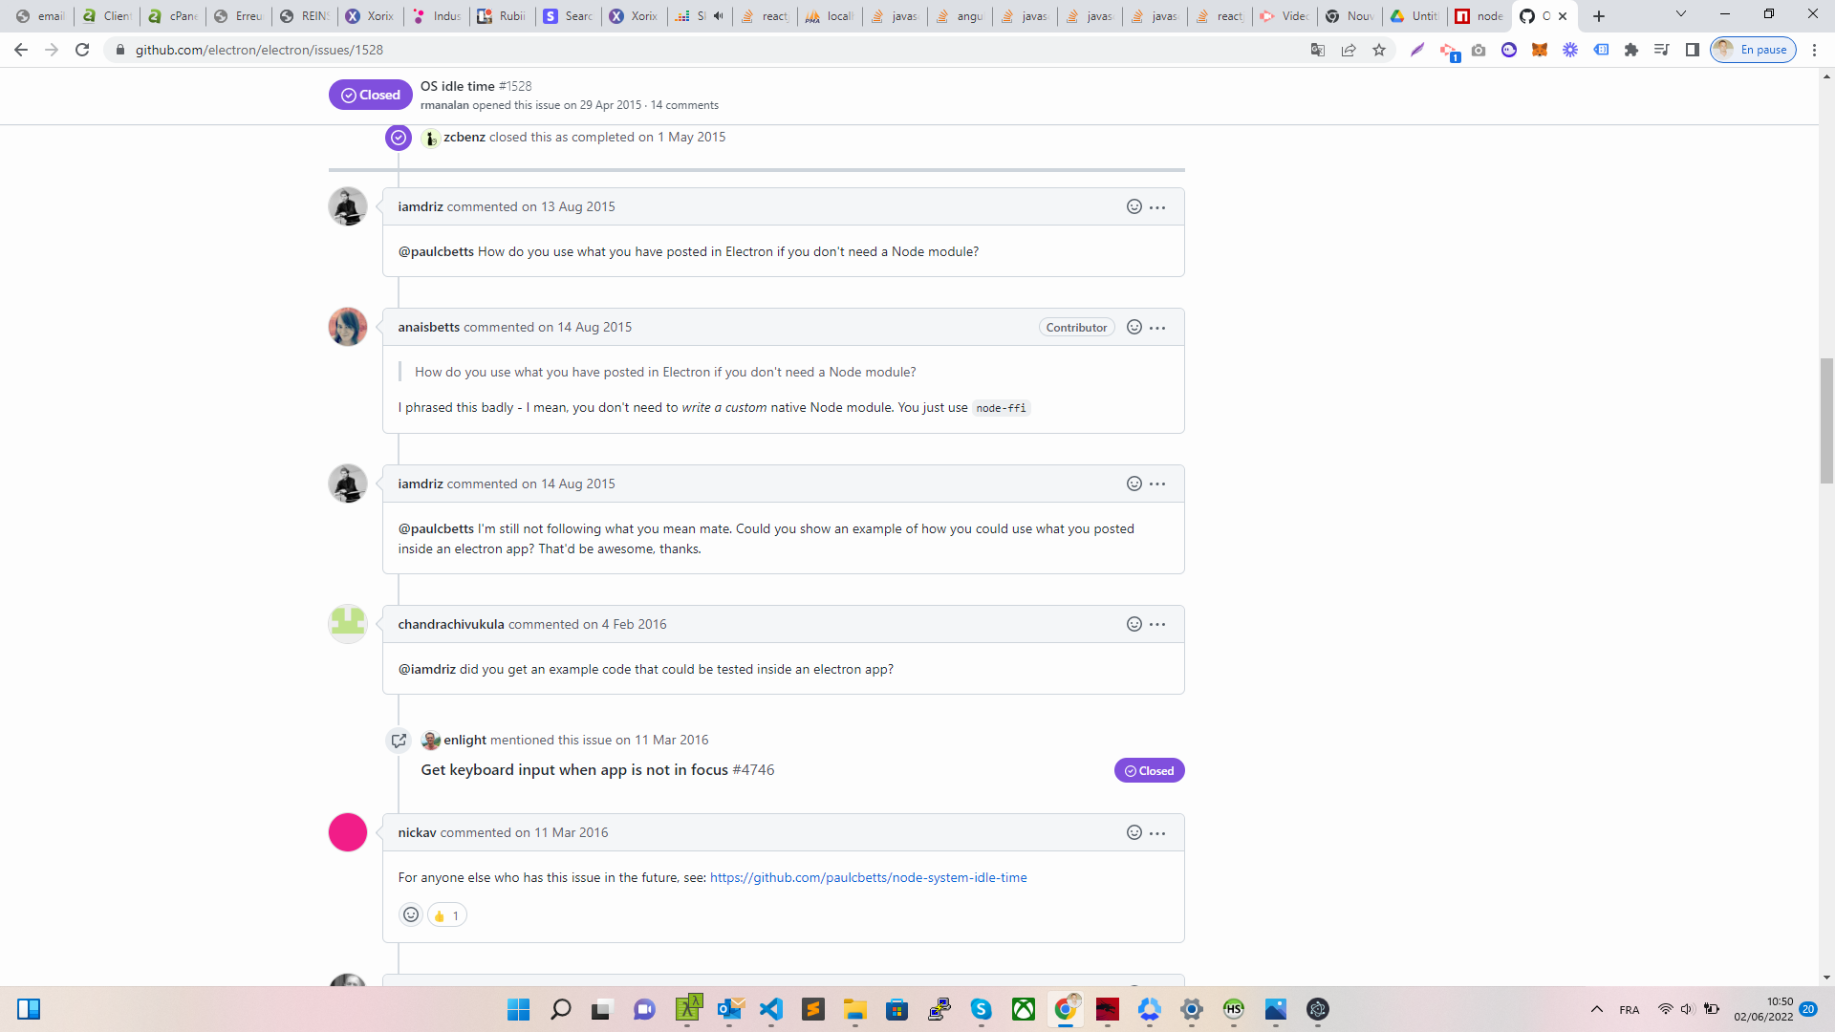 email
Client
cPane
Erreu
REINS
Xorix
Indus
Rubii
Searc
Xorix
react
locall
javas
angu
javas
javas
javas
react
Videc
Nouv
Untitl
node
github.com/electron/electron/issues/1528
1
En pause
Closed
OS idle time #1528
rmanalan opened this issue on 29 Apr 2015 · 14 comments
zcbenz closed this as completed on 1 May 2015
iamdriz commented on 13 Aug 2015
@paulcbetts How do you use what you have posted in Electron if you don't need a Node module?
anaisbetts commented on 14 Aug 2015
Contributor
How do you use what you have posted in Electron if you don't need a Node module?
I phrased this badly - I mean, you don't need to write a custom native Node module. You just use node-ffi
iamdriz commented on 14 Aug 2015
@paulcbetts I'm still not following what you mean mate. Could you show an example of how you could use what you posted
inside an electron app? That'd be awesome, thanks.
chandrachivukula commented on 4 Feb 2016
@iamdriz did you get an example code that could be tested inside an electron app?
enlight mentioned this issue on 11 Mar 2016
Get keyboard input when app is not in focus #4746
Closed
nickav commented on 11 Mar 2016
For anyone else who has this issue in the future, see: https://github.com/paulcbetts/node-system-idle-time
1
FRA
10:50
02/06/2022
20